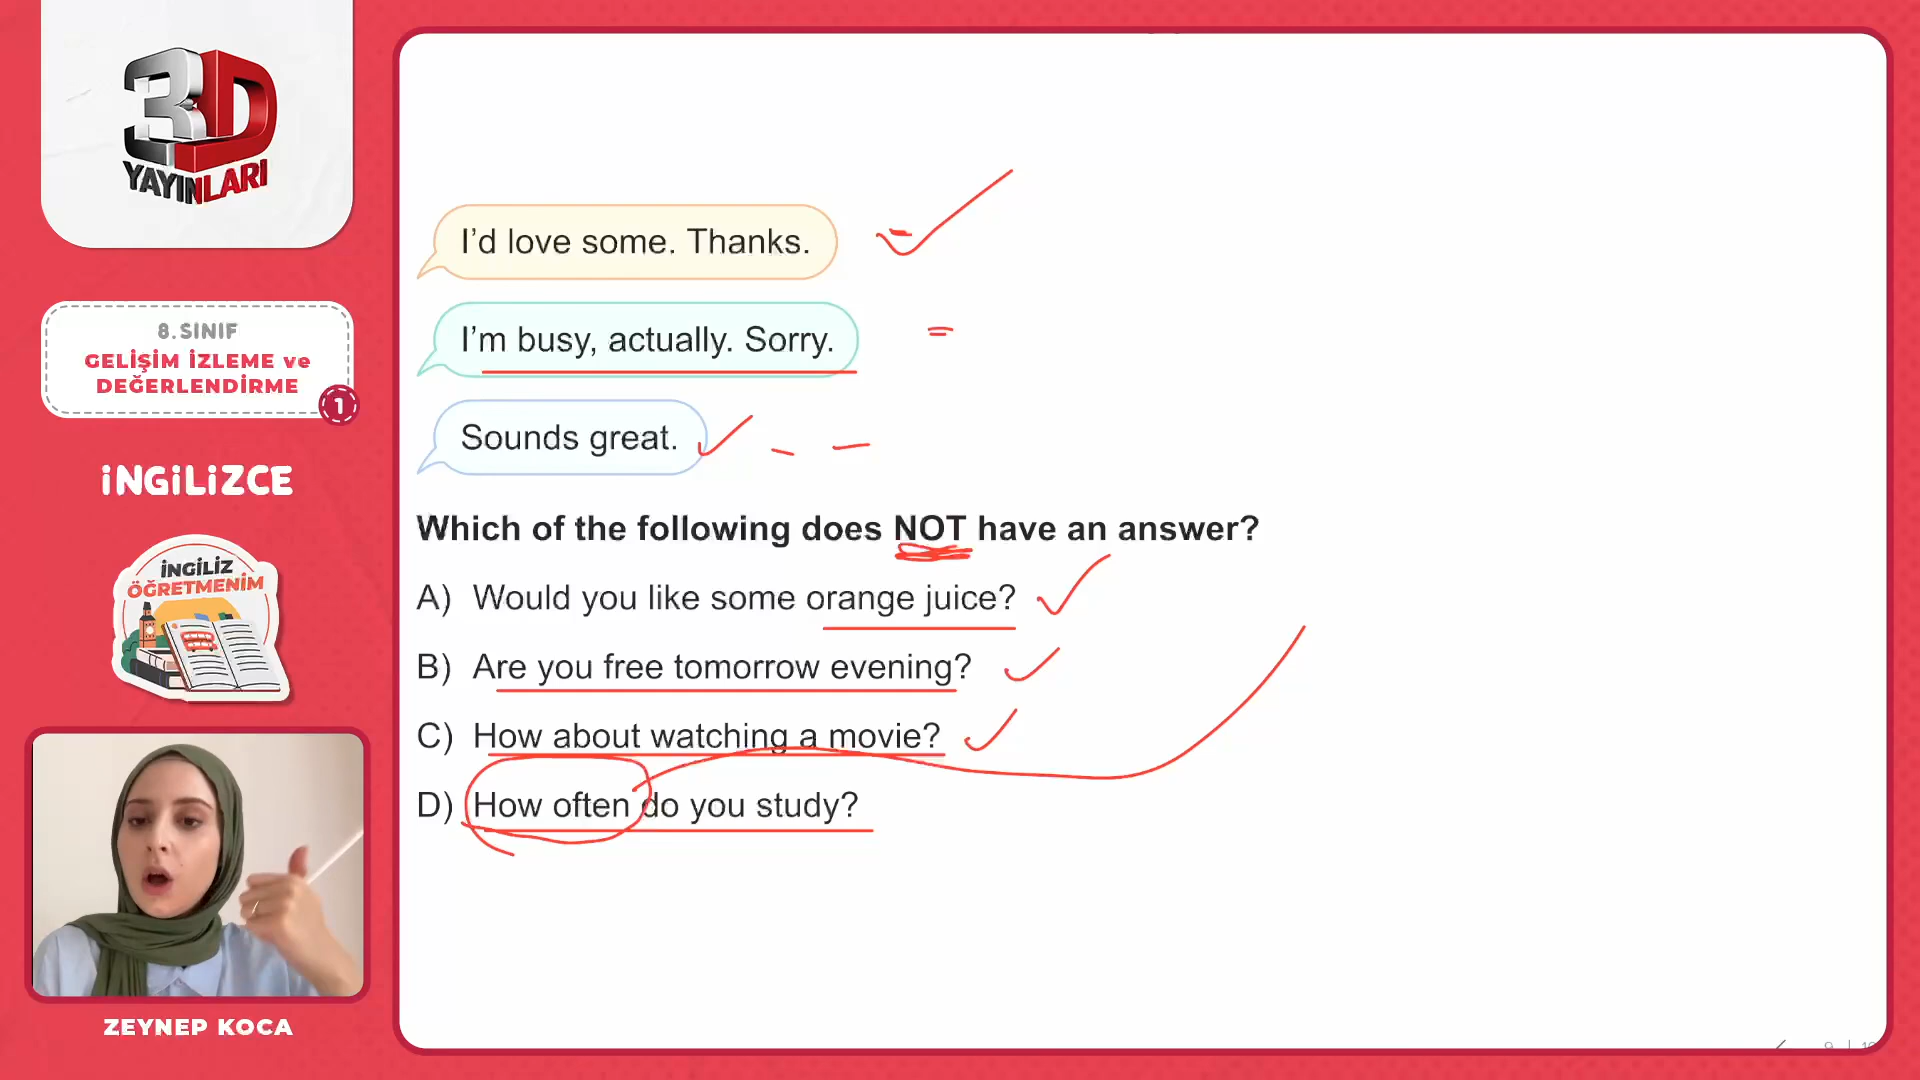 3D
YAYINLARI
8.SINIF
GELİŞİM İZLEME ve
DEĞERLENDİRME
1
İNGİLİZCE
İNGİLİZ
ÖĞRETMENİM
ZEYNEP KOCA
I'd love some. Thanks.
I'm busy, actually. Sorry.
Sounds great.
Which of the following does NOT have an answer?
A) Would you like some orange juice?
B) Are you free tomorrow evening?
C) How about watching a movie?
D) How often do you study?